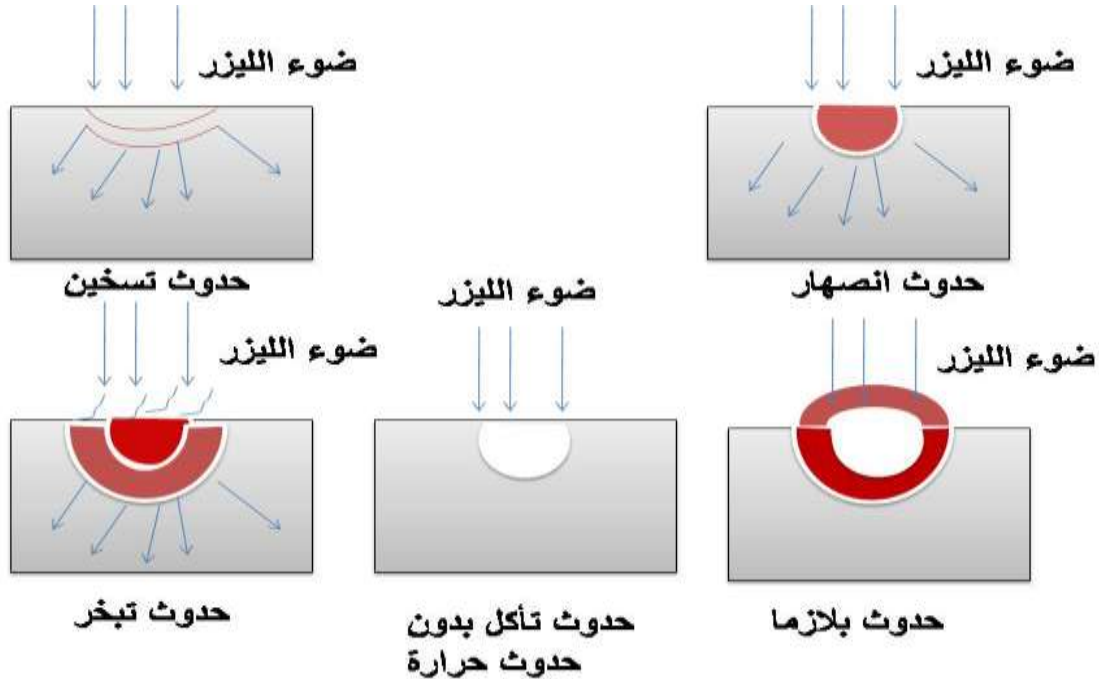 ضوء الليزر
ضوء الليزر
حدوث تسخين
حدوث انصهار
ضوء الليزر
ضوء الليزر
ضوء الليزر
حدوث تبخر
حدوث تأكل بدون
حدوث حرارة
حدوث بلازما